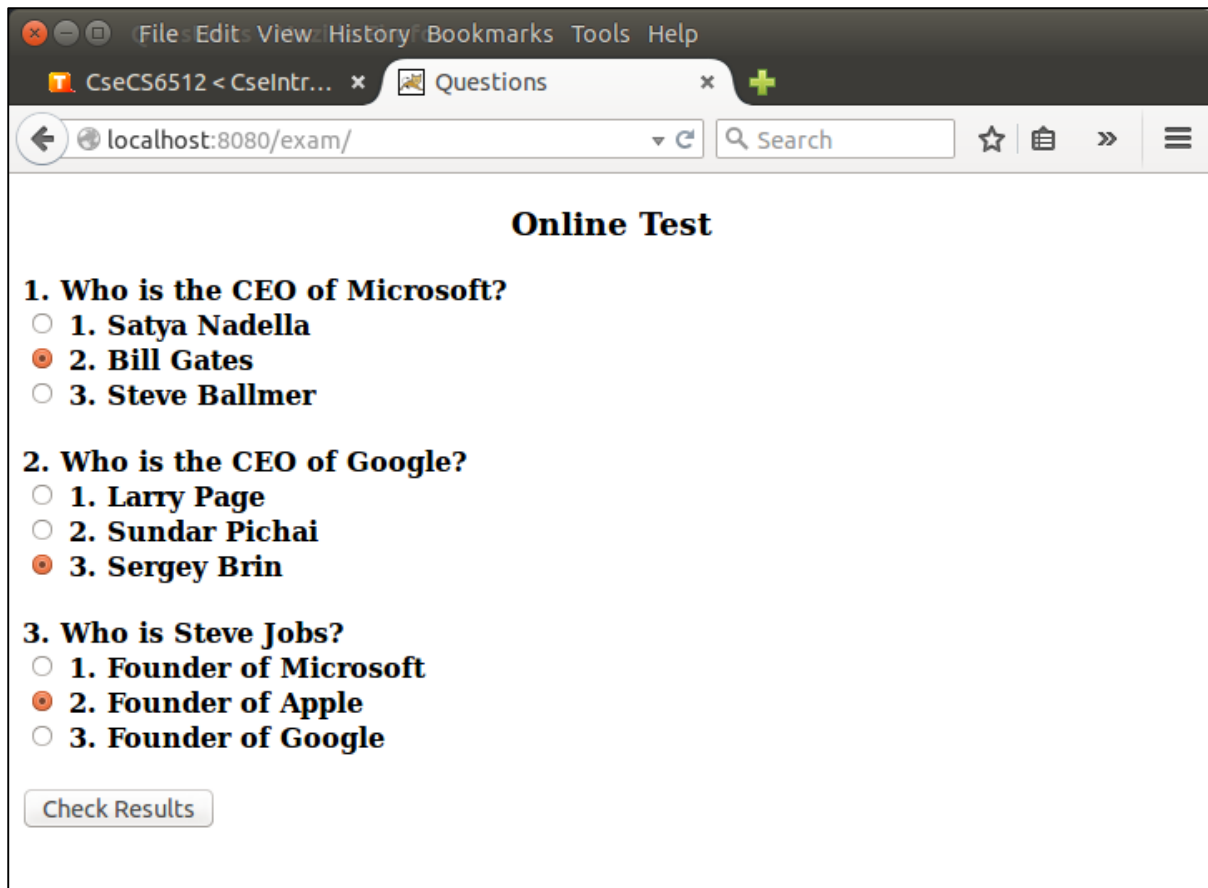 File Edit View History Bookmarks Tools Help
CseCS6512 < CseIntr... × Questions ×
localhost:8080/exam/ Search »
Online Test
1. Who is the CEO of Microsoft?
1. Satya Nadella
2. Bill Gates
3. Steve Ballmer
2. Who is the CEO of Google?
1. Larry Page
2. Sundar Pichai
3. Sergey Brin
3. Who is Steve Jobs?
1. Founder of Microsoft
2. Founder of Apple
3. Founder of Google
Check Results